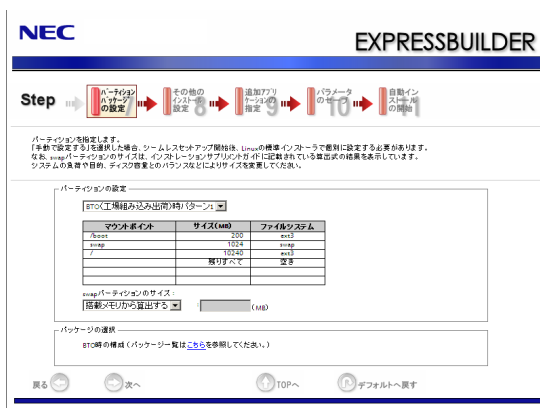 NEC
EXPRESSBUILDER
Step
パーティション パッケージ の設定 7
その他の インストール 設定 8
追加アプリ ケーションの 指定 9
パラメータ のセーブ 10
自動イン ストール の開始 11
パーティションを指定します。
「手動で設定する」を選択した場合、シームレスセットアップ開始後、Linuxの標準インストーラで個別に設定する必要があります。
なお、swapパーティションのサイズは、インストレーションサプリメントガイドに記載されている算出式の結果を表示しています。
システムの負荷や目的、ディスク容量とのバランスなどによりサイズを変更してください。
パーティションの設定
BTO(工場組み込み出荷)時パターン1
マウントポイント サイズ(MB) ファイルシステム
/boot 200 ext3
swap 1024 swap
/ 10240 ext3
残りすべて 空き
swapパーティションのサイズ:
搭載メモリから算出する : (MB)
パッケージの選択
BTO時の構成(パッケージ一覧はこちらを参照してください。)
戻る 次へ TOPへ デフォルトへ戻す